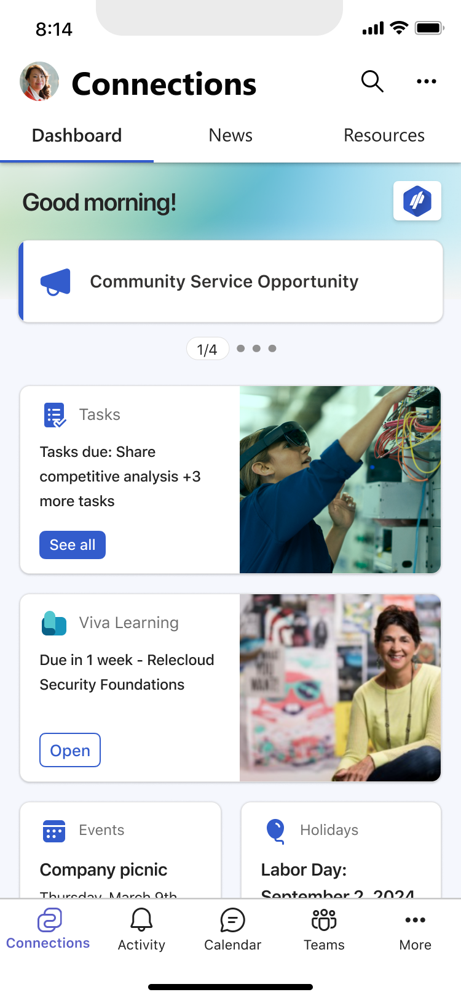 8:14
Connections
Dashboard
News
Resources
Good morning!
Community Service Opportunity
1/4
Tasks
Tasks due: Share
competitive analysis +3
more tasks
See all
Viva Learning
Due in 1 week - Relecloud
Security Foundations
Open
YOU
WANT?
Events
Company picnic
Thursday, March 9th
Holidays
Labor Day:
September 2, 2024
Connections
Activity
Calendar
Teams
More